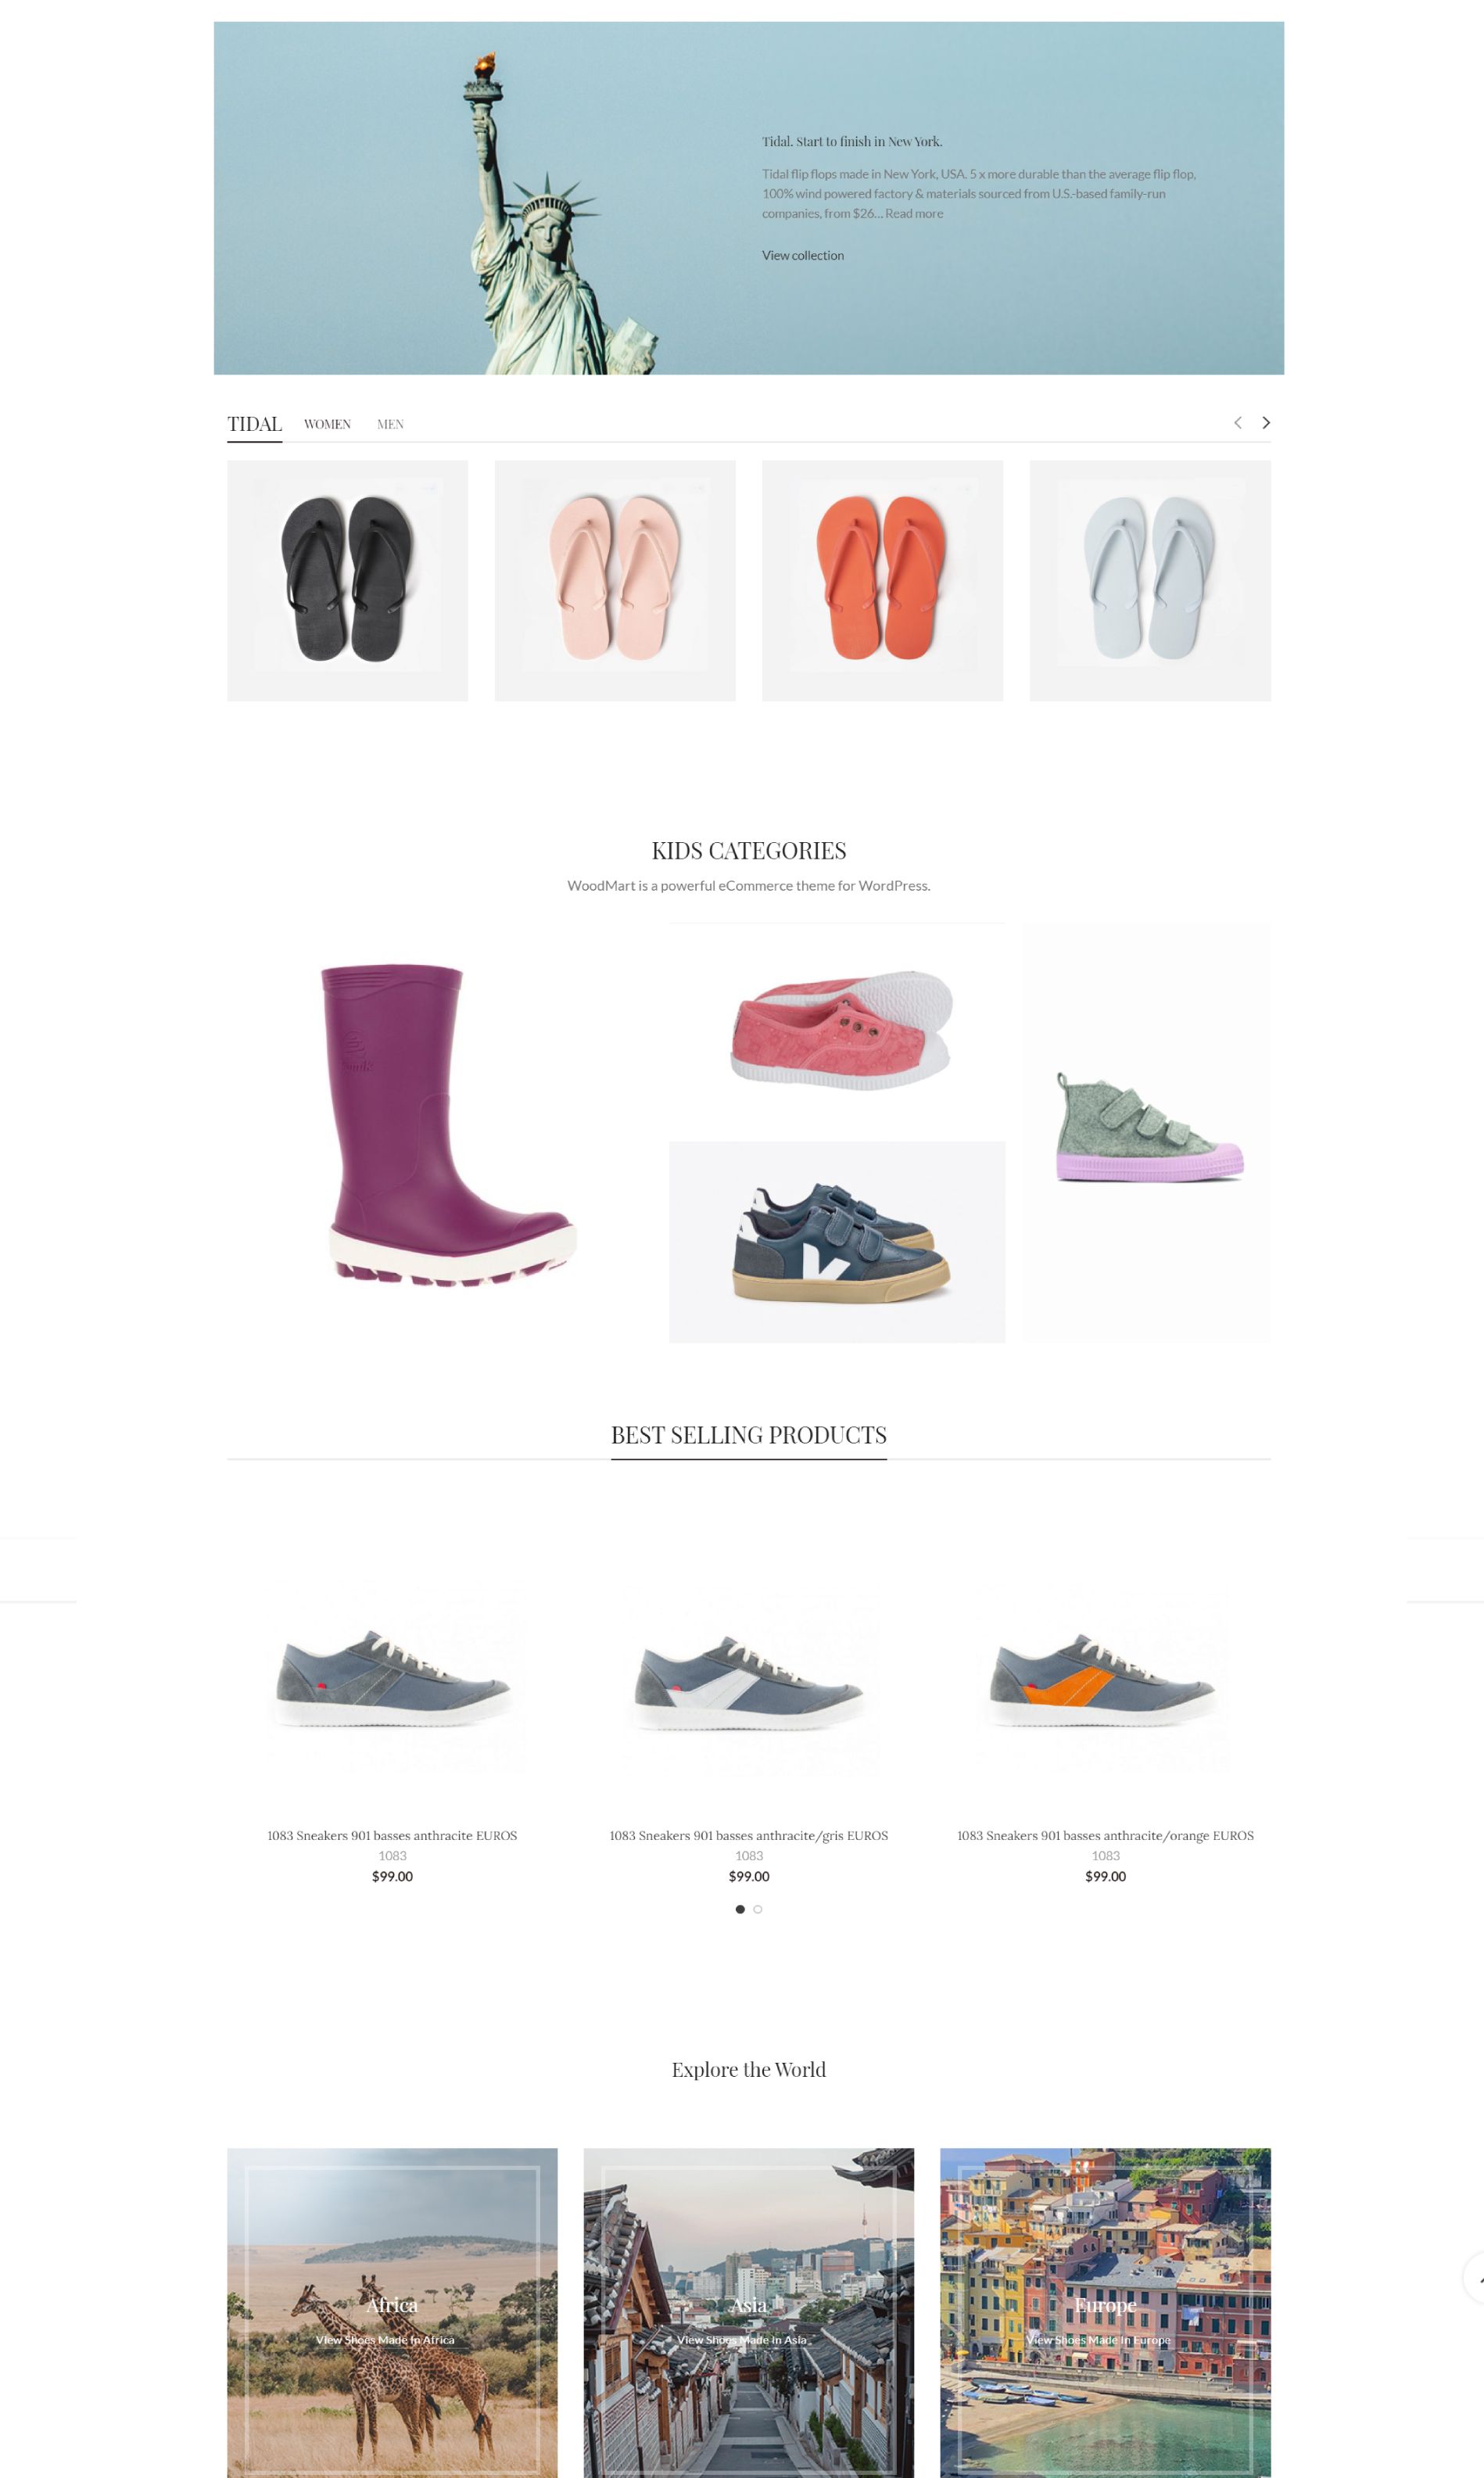 Tidal. Start to finish in New York.
Tidal flip flops made in New York, USA. 5 x more durable than the average flip flop,
100% wind powered factory & materials sourced from U.S.-based family-run
companies, from $26... Read more
View collection
TIDAL WOMEN MEN
KIDS CATEGORIES
WoodMart is a powerful eCommerce theme for WordPress.
BEST SELLING PRODUCTS
1083 Sneakers 901 basses anthracite EUROS
1083
$99.00
1083 Sneakers 901 basses anthracite/gris EUROS
1083
$99.00
1083 Sneakers 901 basses anthracite/orange EUROS
1083
$99.00
Explore the World
Africa
View Shoes Made In Africa
Asia
View Shoes Made In Asia
Europe
View Shoes Made In Europe